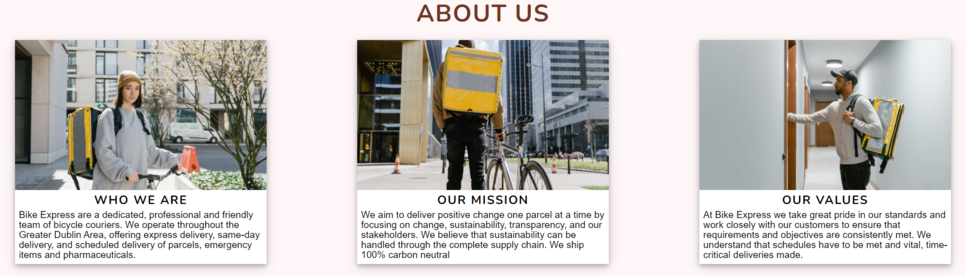 ABOUT US
WHO WE ARE
Bike Express are a dedicated, professional and friendly
team of bicycle couriers. We operate throughout the
Greater Dublin Area, offering express delivery, same-day
delivery, and scheduled delivery of parcels, emergency
items and pharmaceuticals.
OUR MISSION
We aim to deliver positive change one parcel at a time by
focusing on change, sustainability, transparency, and our
stakeholders. We believe that sustainability can be
handled through the complete supply chain. We ship
100% carbon neutral
OUR VALUES
At Bike Express we take great pride in our standards and
work closely with our customers to ensure that
requirements and objectives are consistently met. We
understand that schedules have to be met and vital, time-
critical deliveries made.